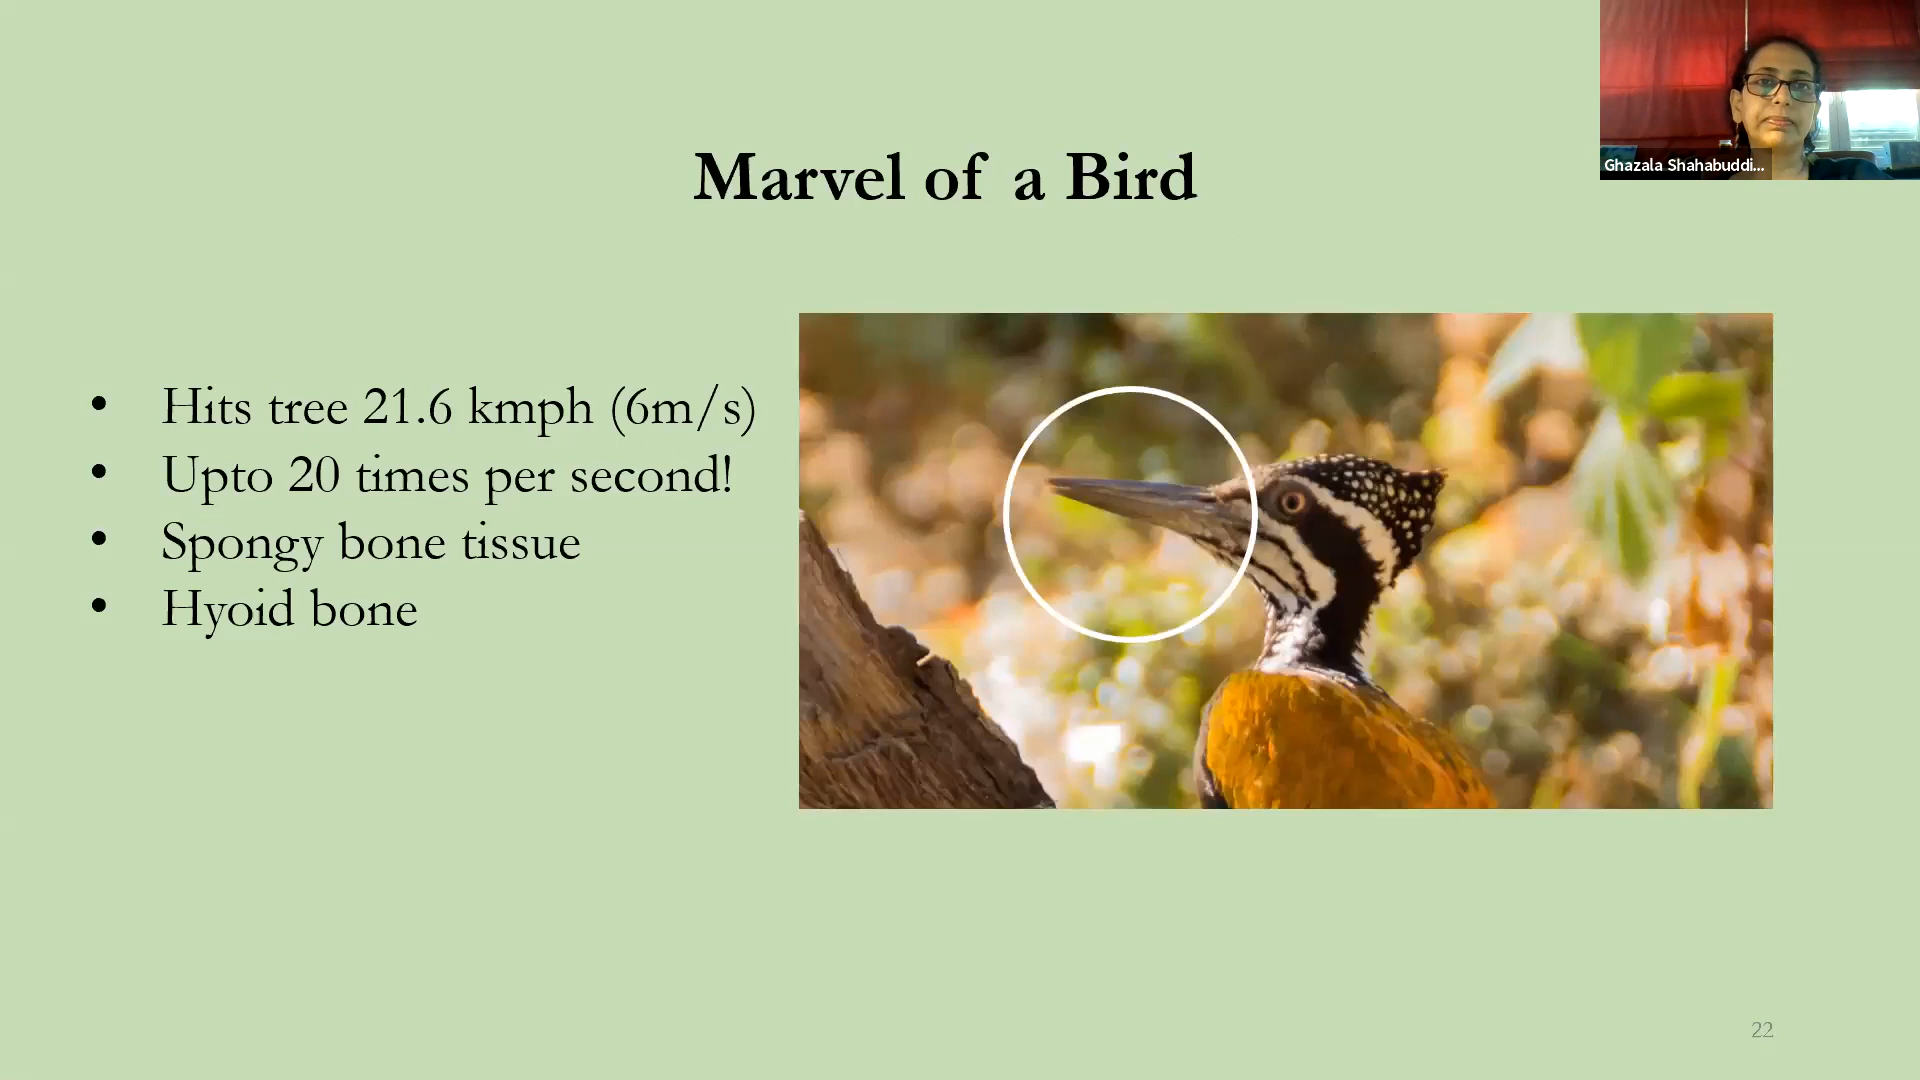 Ghazala Shahabuddi...
Marvel of a Bird
• Hits tree 21.6 kmph (6m/s)
• Upto 20 times per second!
• Spongy bone tissue
• Hyoid bone
22